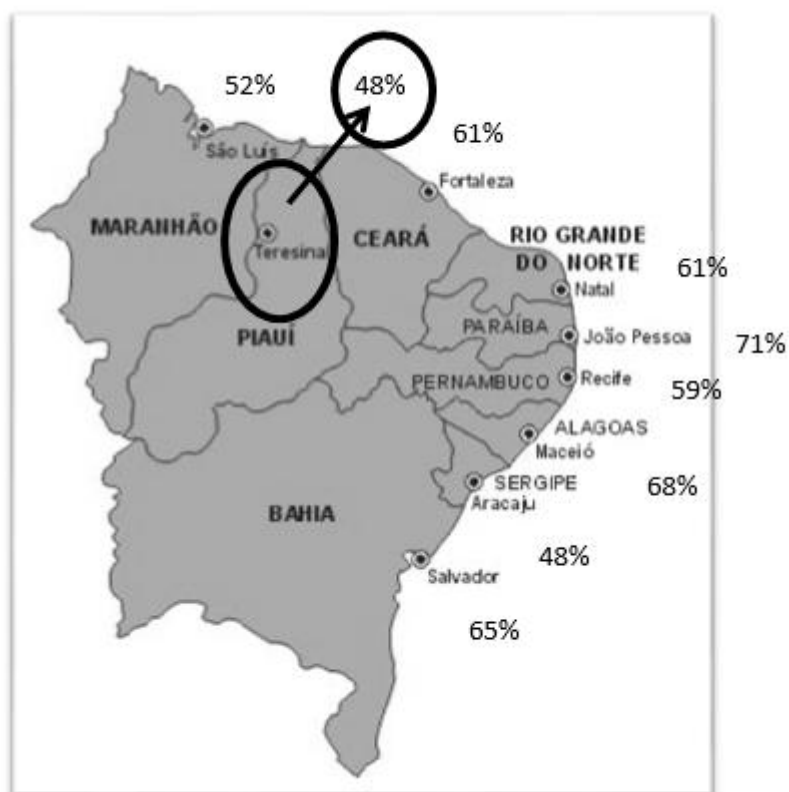 52%
48%
61%
São Luís
Fortaleza
MARANHÃO
Teresina
CEARÁ
RIO GRANDE
DO NORTE
61%
Natal
PIAUÍ
PARAÍBA
João Pessoa
71%
PERNAMBUCO
Recife
59%
ALAGOAS
Maceió
SERGIPE
68%
Aracaju
BAHIA
48%
Salvador
65%